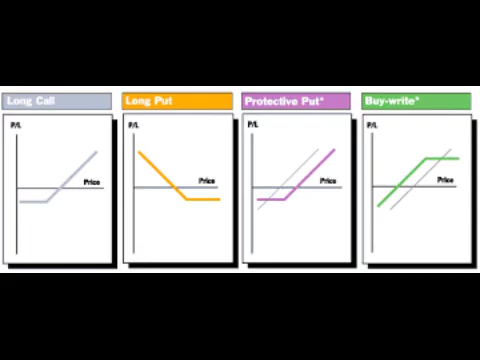 Long Call
Long Put
Protective Put*
Buy-write*
P/L
P/L
P/L
P/L
Price
Price
Price
Price